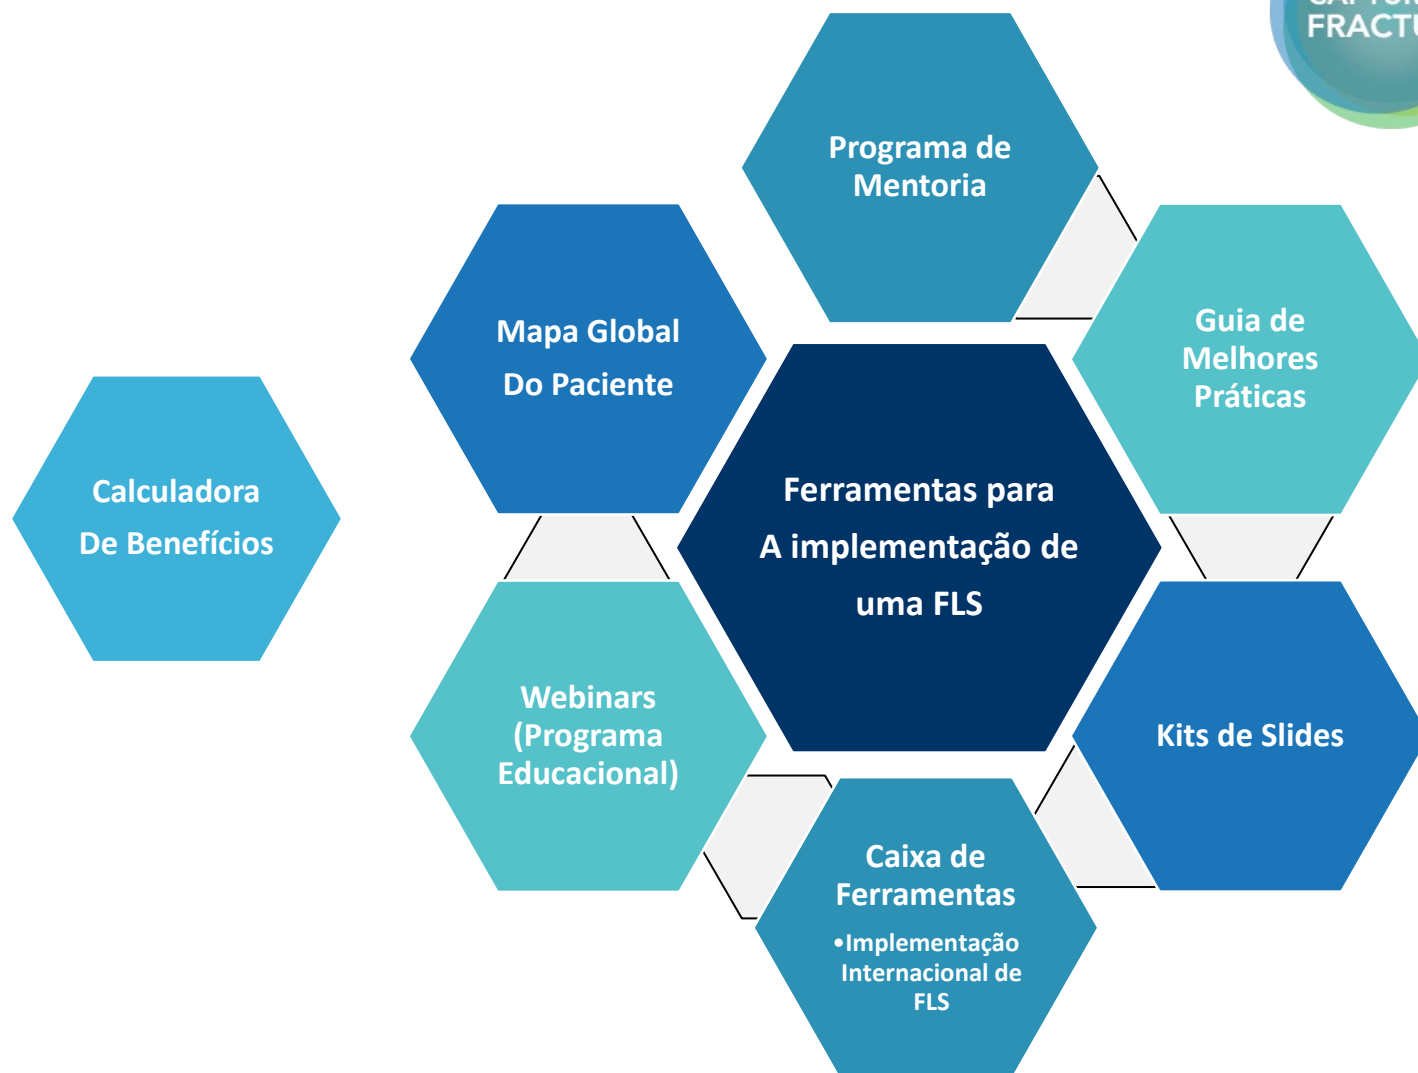 FRACTU
Programa de
Mentoria
Mapa Global
Do Paciente
Guia de
Melhores
Práticas
Calculadora
De Benefícios
Ferramentas para
A implementação de
uma FLS
Webinars
(Programa
Educacional)
Kits de Slides
Caixa de
Ferramentas
•Implementação
Internacional de
FLS